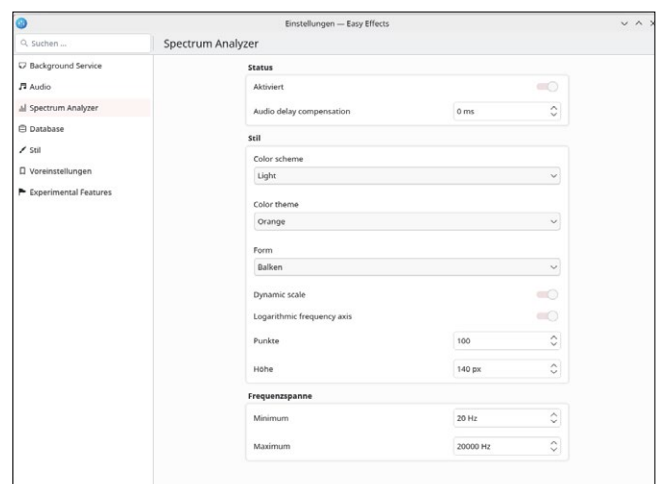 Einstellungen — Easy Effects
Suchen ...
Spectrum Analyzer
Background Service
Audio
Spectrum Analyzer
Database
Stil
Voreinstellungen
Experimental Features
Status
Aktiviert
Audio delay compensation 0 ms
Stil
Color scheme
Light
Color theme
Orange
Form
Balken
Dynamic scale
Logarithmic frequency axis
Punkte 100
Höhe 140 px
Frequenzspanne
Minimum 20 Hz
Maximum 20000 Hz